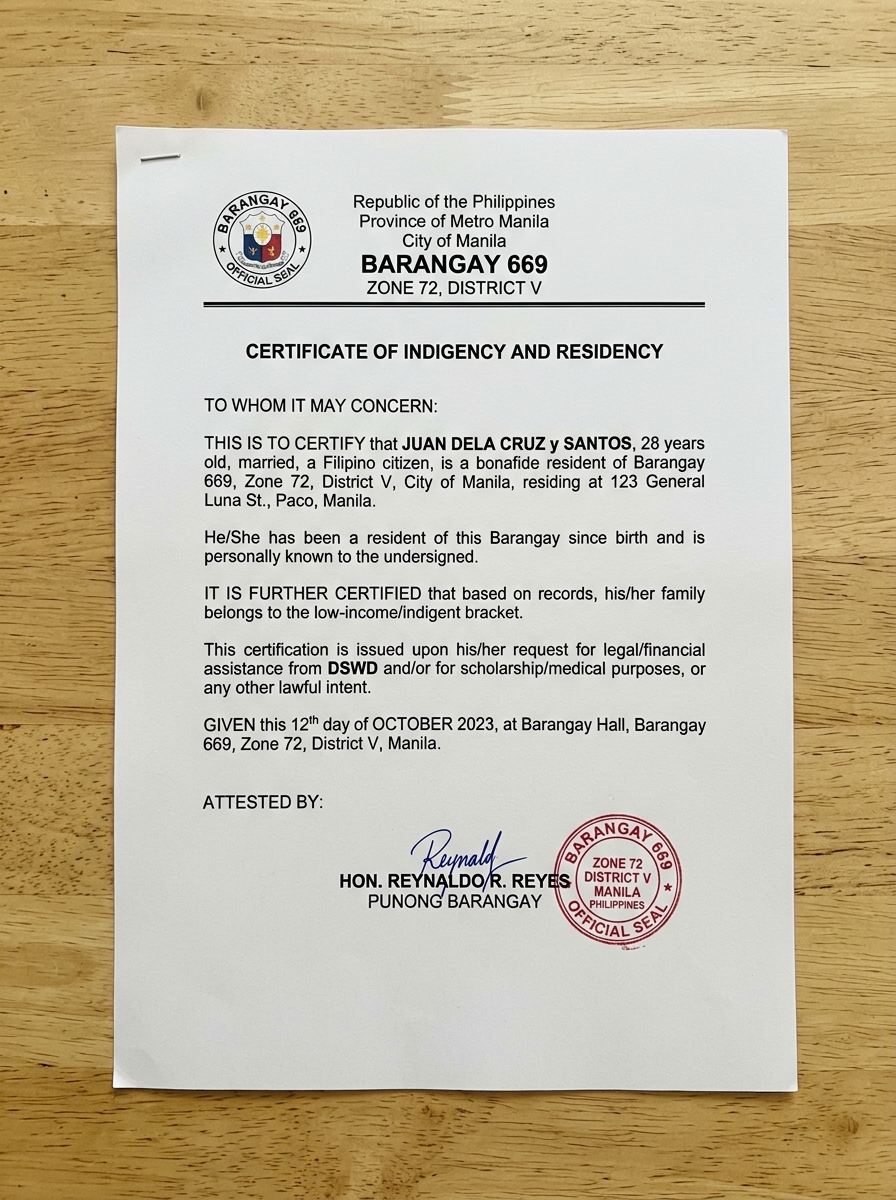 BARANGAY 669
OFFICIAL SEAL
Republic of the Philippines
Province of Metro Manila
City of Manila
BARANGAY 669
ZONE 72, DISTRICT V
CERTIFICATE OF INDIGENCY AND RESIDENCY
TO WHOM IT MAY CONCERN:
THIS IS TO CERTIFY that JUAN DELA CRUZ y SANTOS, 28 years
old, married, a Filipino citizen, is a bonafide resident of Barangay
669, Zone 72, District V, City of Manila, residing at 123 General
Luna St., Paco, Manila.
He/She has been a resident of this Barangay since birth and is
personally known to the undersigned.
IT IS FURTHER CERTIFIED that based on records, his/her family
belongs to the low-income/indigent bracket.
This certification is issued upon his/her request for legal/financial
assistance from DSWD and/or for scholarship/medical purposes, or
any other lawful intent.
GIVEN this 12th day of OCTOBER 2023, at Barangay Hall, Barangay
669, Zone 72, District V, Manila.
ATTESTED BY:
Reynald
HON. REYNALDO R. REYES
PUNONG BARANGAY
BARANGAY 669
ZONE 72
DISTRICT V
MANILA
PHILIPPINES
OFFICIAL SEAL